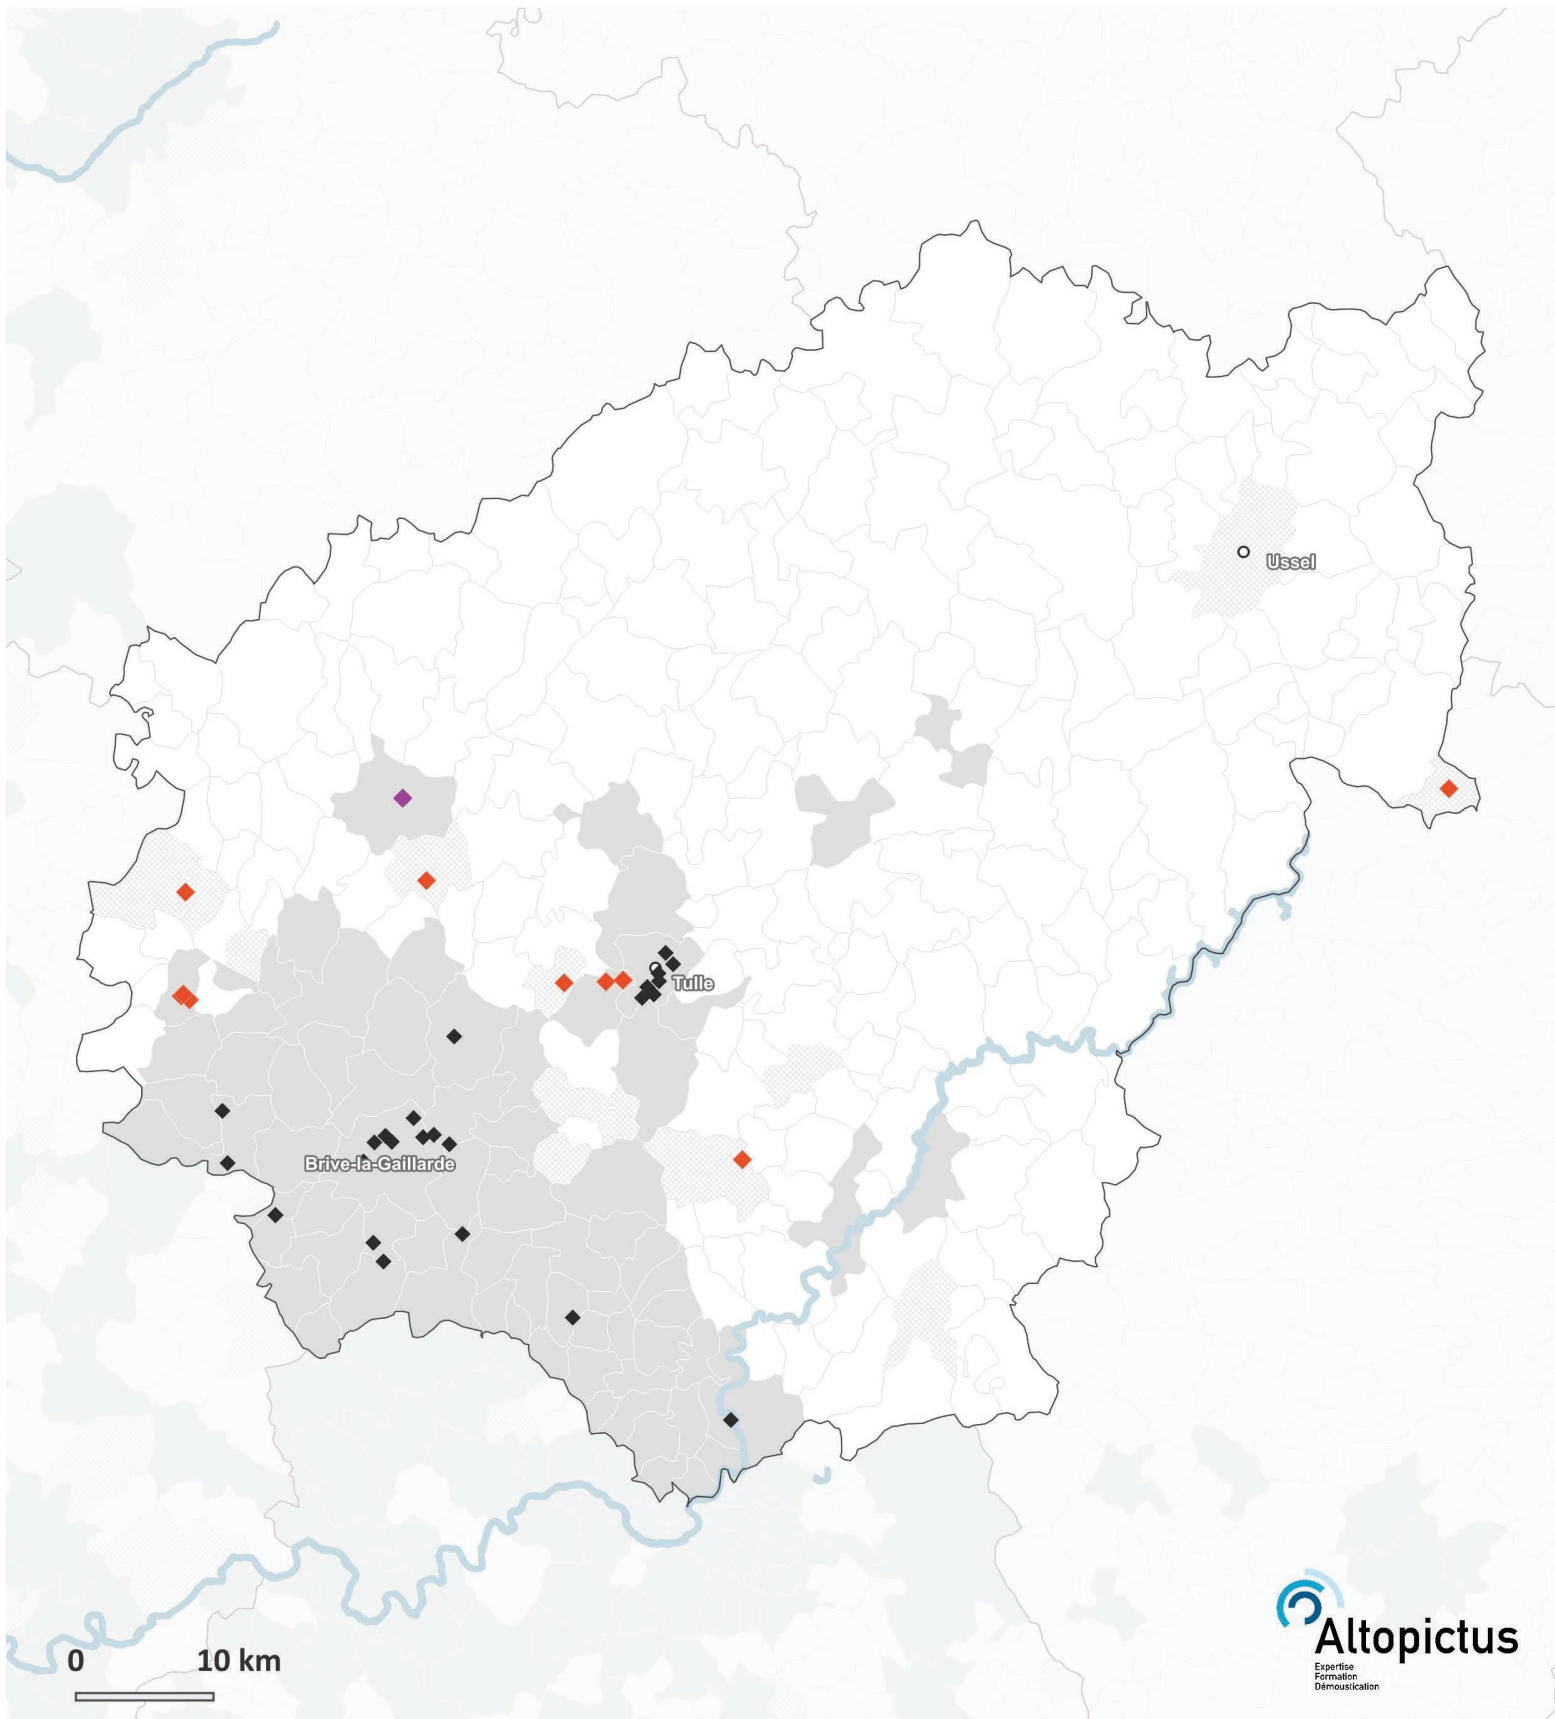 Ussel
Tulle
Brive-la-Gaillarde
0 10 km
Altopictus
Expertise
Formation
Démoustication